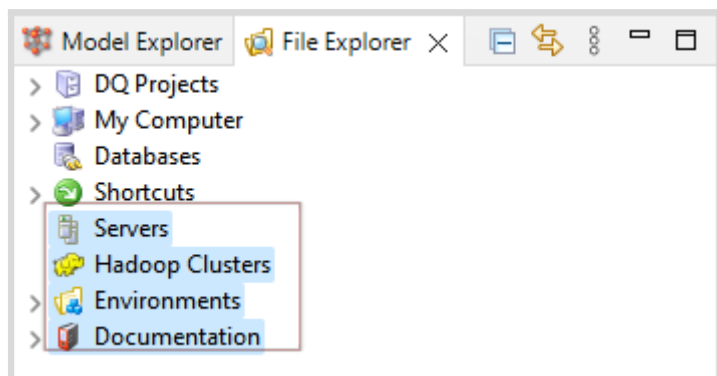 Model Explorer File Explorer
DQ Projects
My Computer
Databases
Shortcuts
Servers
Hadoop Clusters
Environments
Documentation